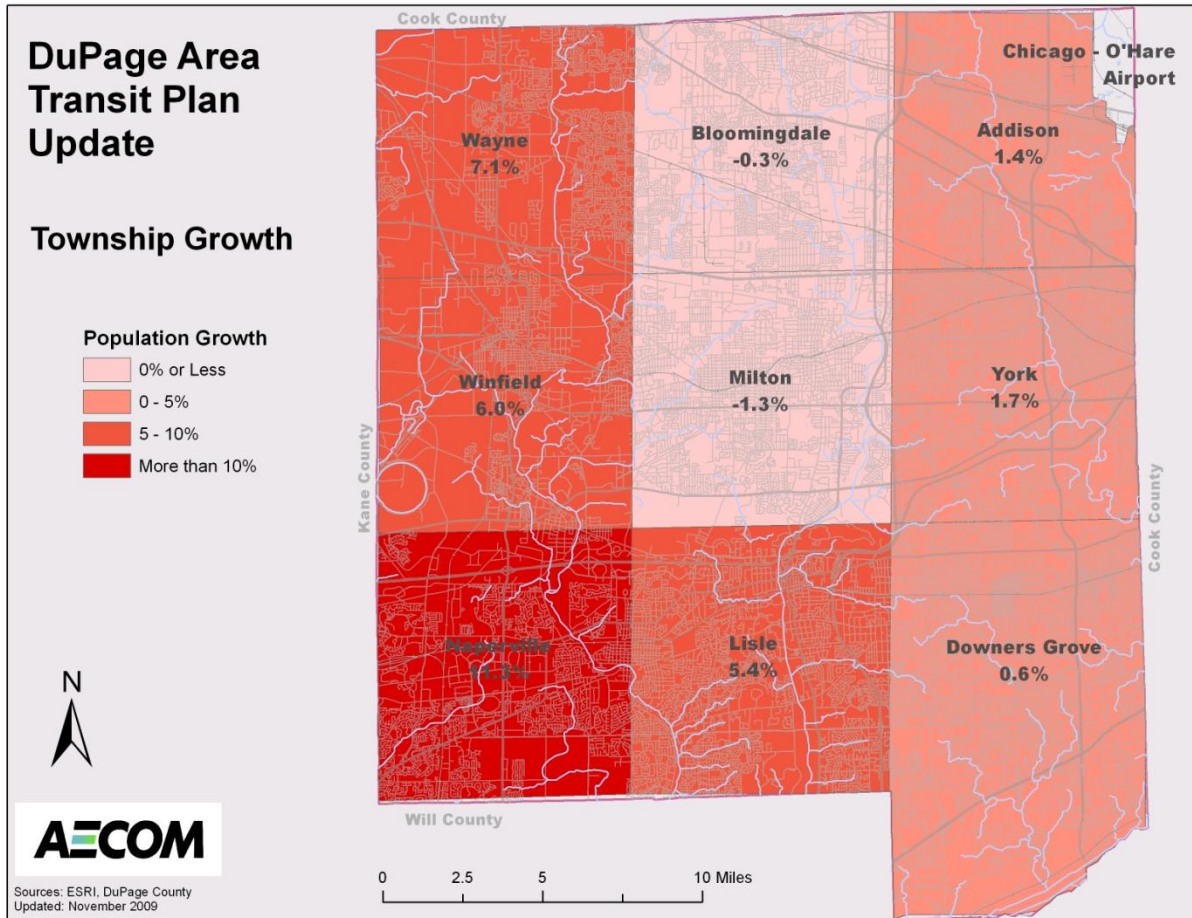 DuPage Area
Transit Plan
Update
Township Growth
Population Growth
0% or Less
0 - 5%
5 - 10%
More than 10%
N
AECOM
Sources: ESRI, DuPage County
Updated: November 2009
Cook County
Chicago - O'Hare
Airport
Wayne
7.1%
Bloomingdale
-0.3%
Addison
1.4%
Winfield
6.0%
Milton
-1.3%
York
1.7%
Kane County
Cook County
Naperville
11.3%
Lisle
5.4%
Downers Grove
0.6%
Will County
0 2.5 5 10 Miles